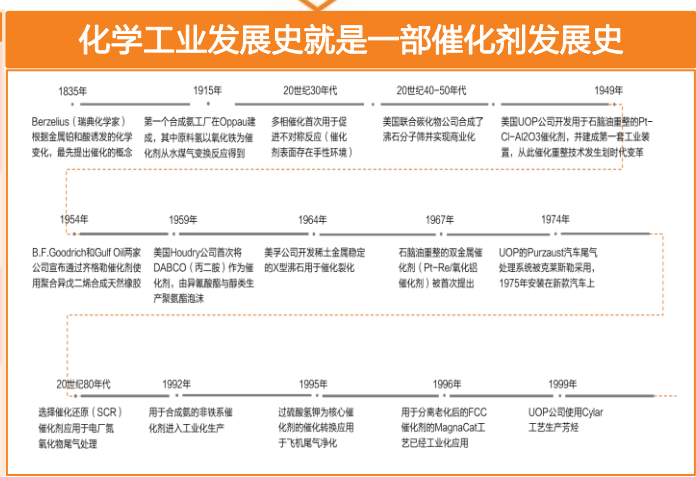 化学工业发展史就是一部催化剂发展史
1835年
1915年
20世纪30年代
20世纪40-50年代
1949年
Berzelius（瑞典化学家）
根据金属铂和酸诱发的化学
变化，最先提出催化的概念
第一个合成氨工厂在Oppau建
成，其中原料氢以氧化铁为催
化剂从水煤气变换反应得到
多相催化首次用于促
进不对称反应（催化
剂表面存在手性环境）
美国联合碳化物公司合成了
沸石分子筛并实现商业化
美国UOP公司开发用于石脑油重整的Pt-
Cl-Al2O3催化剂，并建成第一套工业装
置，从此催化重整技术发生划时代变革
1954年
1959年
1964年
1967年
1974年
B.F.Goodrich和Gulf Oil两家
公司宣布通过齐格勒催化剂使
用聚合异戊二烯合成天然橡胶
美国Houdry公司首次将
DABCO（丙二胺）作为催
化剂，由异氰酸酯与醇类生
产聚氨酯泡沫
美孚公司开发稀土金属稳定
的X型沸石用于催化裂化
石脑油重整的双金属催
化剂（Pt-Re/氧化铝
催化剂）被首次提出
UOP的Purzaust汽车尾气
处理系统被克莱斯勒采用，
1975年安装在新款汽车上
20世纪80年代
1992年
1995年
1996年
1999年
选择催化还原（SCR）
催化剂应用于电厂氮
氧化物尾气处理
用于合成氨的非铁系催
化剂进入工业化生产
过硫酸氢钾为核心催
化剂的催化转换应用
于飞机尾气净化
用于分离老化后的FCC
催化剂的MagnaCat工
艺已经工业化应用
UOP公司使用Cylar
工艺生产芳烃